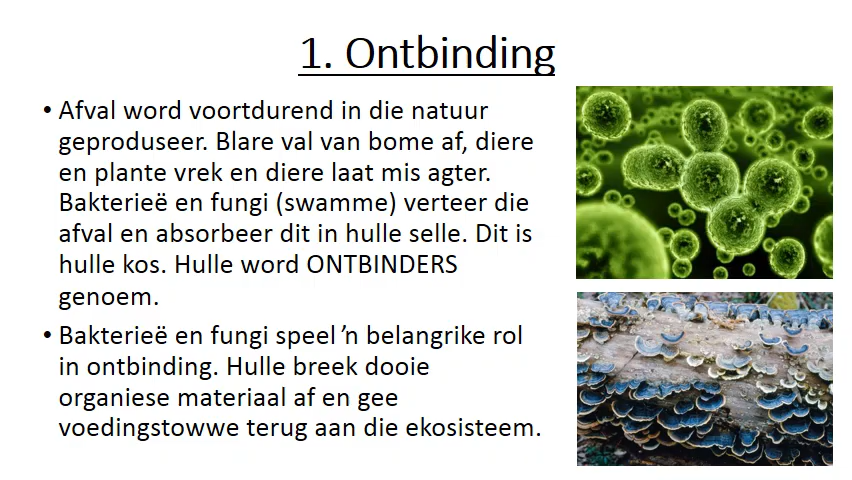 1. Ontbinding
• Afval word voortdurend in die natuur
geproduseer. Blare val van bome af, diere
en plante vrek en diere laat mis agter.
Bakterieë en fungi (swamme) verteer die
afval en absorbeer dit in hulle selle. Dit is
hulle kos. Hulle word ONTBINDERS
genoem.
• Bakterieë en fungi speel ’n belangrike rol
in ontbinding. Hulle breek dooie
organiese materiaal af en gee
voedingstowwe terug aan die ekosisteem.